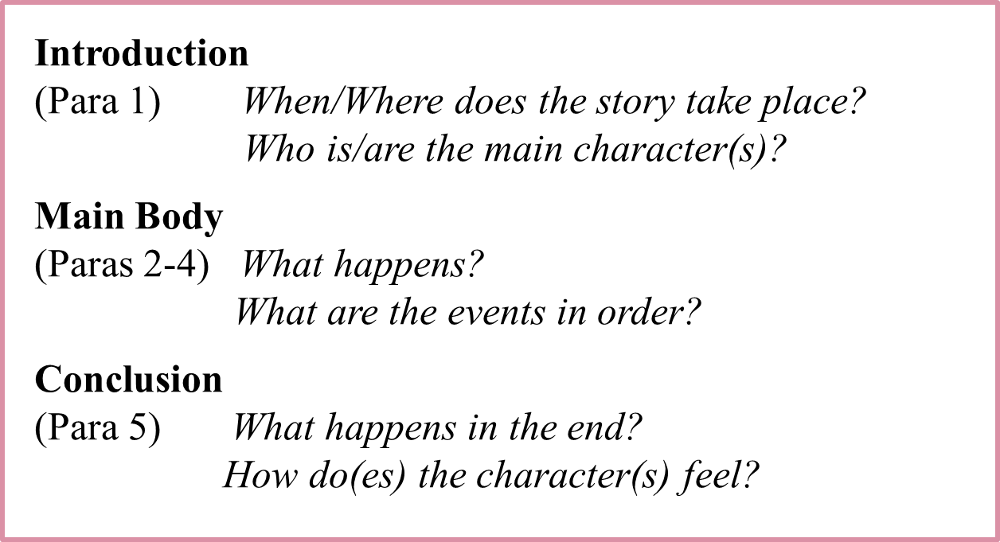 Introduction
(Para 1) When/Where does the story take place?
Who is/are the main character(s)?
Main Body
(Paras 2-4) What happens?
What are the events in order?
Conclusion
(Para 5) What happens in the end?
How do(es) the character(s) feel?